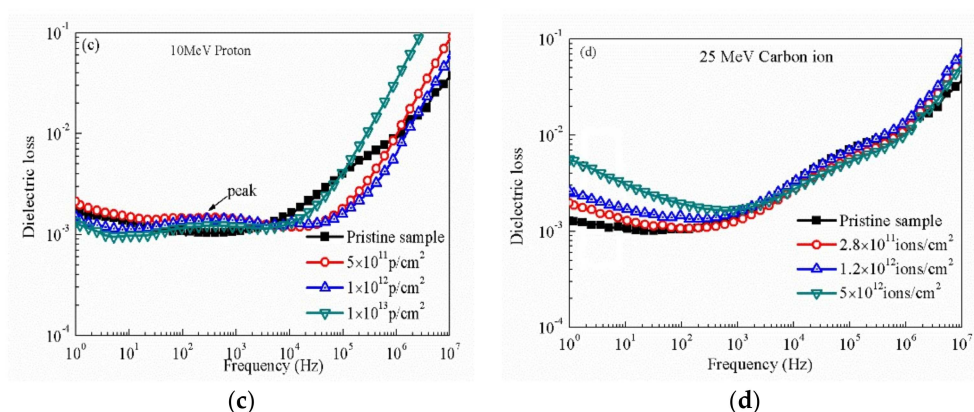 (c)
10MeV Proton
Dielectric loss
10⁻¹
10⁻²
10⁻³
10⁻⁴
peak
Pristine sample
5×10¹¹p/cm²
1×10¹²p/cm²
1×10¹³p/cm²
10⁰ 10¹ 10² 10³ 10⁴ 10⁵ 10⁶ 10⁷
Frequency (Hz)
(c)
(d)
25 MeV Carbon ion
Dielectric loss
10⁻¹
10⁻²
10⁻³
10⁻⁴
Pristine sample
2.8×10¹¹ions/cm²
1.2×10¹²ions/cm²
5×10¹²ions/cm²
10⁰ 10¹ 10² 10³ 10⁴ 10⁵ 10⁶ 10⁷
Frequency (Hz)
(d)